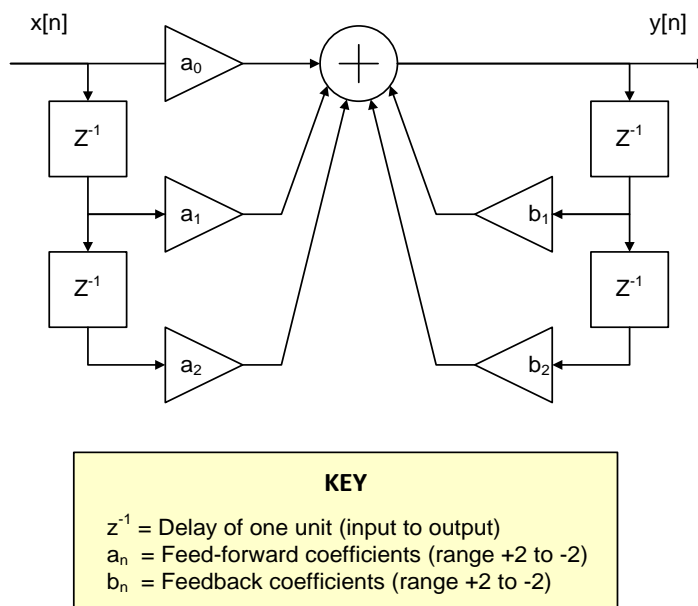 x[n] y[n]
a₀
Z⁻¹ Z⁻¹
a₁ b₁
Z⁻¹ Z⁻¹
a₂ b₂
KEY
z⁻¹ = Delay of one unit (input to output)
aₙ = Feed-forward coefficients (range +2 to -2)
bₙ = Feedback coefficients (range +2 to -2)